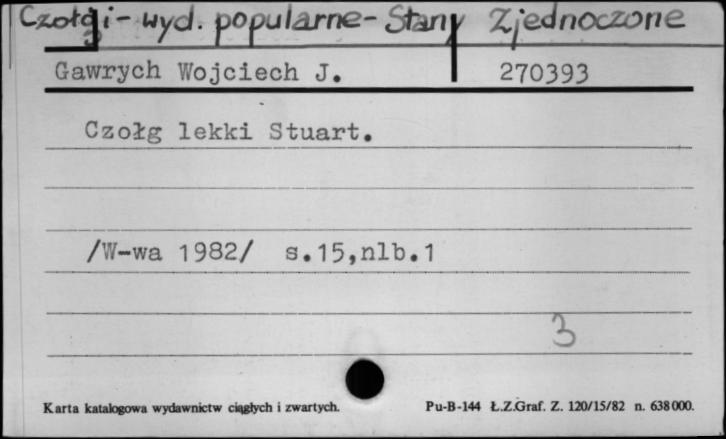 Czołgi - wyd. popularne - Stany Zjednoczone
Gawrych Wojciech J. 270393
Czołg lekki Stuart.
/W-wa 1982/ s.15,nlb.1
3
Karta katalogowa wydawnictw ciągłych i zwartych. Pu-B-144 Ł.Z.Graf. Z. 120/15/82 n. 638000.